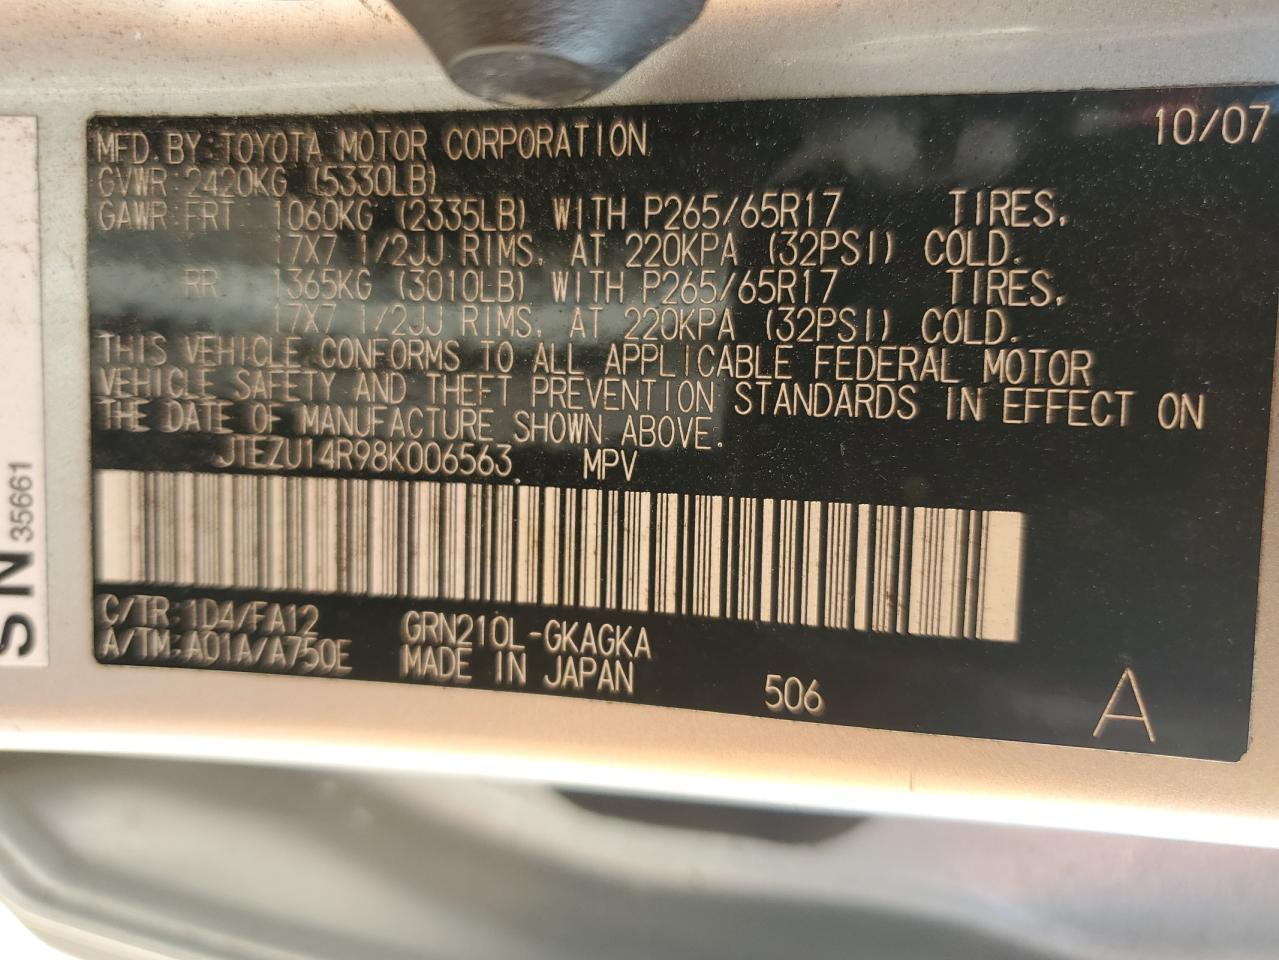 10/07
MFD. BY: TOYOTA MOTOR CORPORATION
GVWR: 2420KG (5330LB)
GAWR: FRT 1060KG (2335LB) WITH P265/65R17 TIRES,
17X7 1/2JJ RIMS, AT 220KPA (32PSI) COLD.
RR 1365KG (3010LB) WITH P265/65R17 TIRES,
17X7 1/2JJ RIMS, AT 220KPA (32PSI) COLD.
THIS VEHICLE CONFORMS TO ALL APPLICABLE FEDERAL MOTOR
VEHICLE SAFETY AND THEFT PREVENTION STANDARDS IN EFFECT ON
THE DATE OF MANUFACTURE SHOWN ABOVE.
JTEZU14R98K006563 MPV
C/TR: 1D4/FA12 GRN210L-GKAGKA
A/TM: A01A/A750E MADE IN JAPAN
506
A
SN
35661